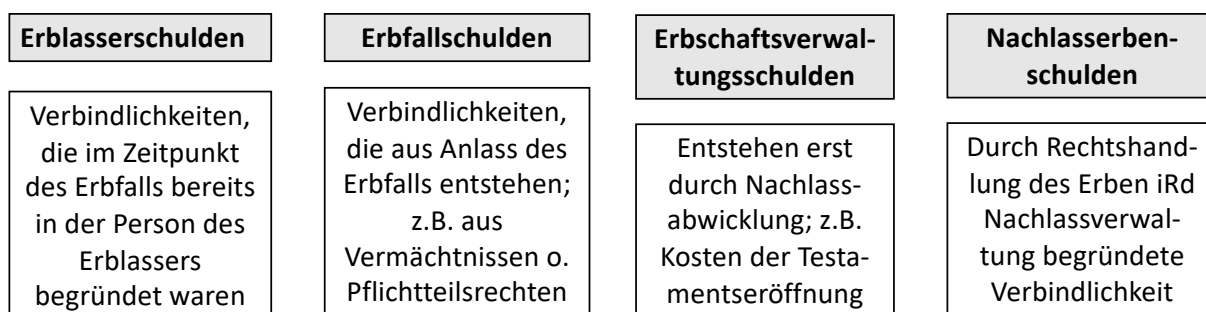 Erblasserschulden
Verbindlichkeiten,
die im Zeitpunkt
des Erbfalls bereits
in der Person des
Erblassers
begründet waren
Erbfallschulden
Verbindlichkeiten,
die aus Anlass des
Erbfalls entstehen;
z.B. aus
Vermächtnissen o.
Pflichtteilsrechten
Erbschaftsverwal-
tungsschulden
Entstehen erst
durch Nachlass-
abwicklung; z.B.
Kosten der Testa-
mentseröffnung
Nachlasserben-
schulden
Durch Rechtshand-
lung des Erben iRd
Nachlassverwal-
tung begründete
Verbindlichkeit